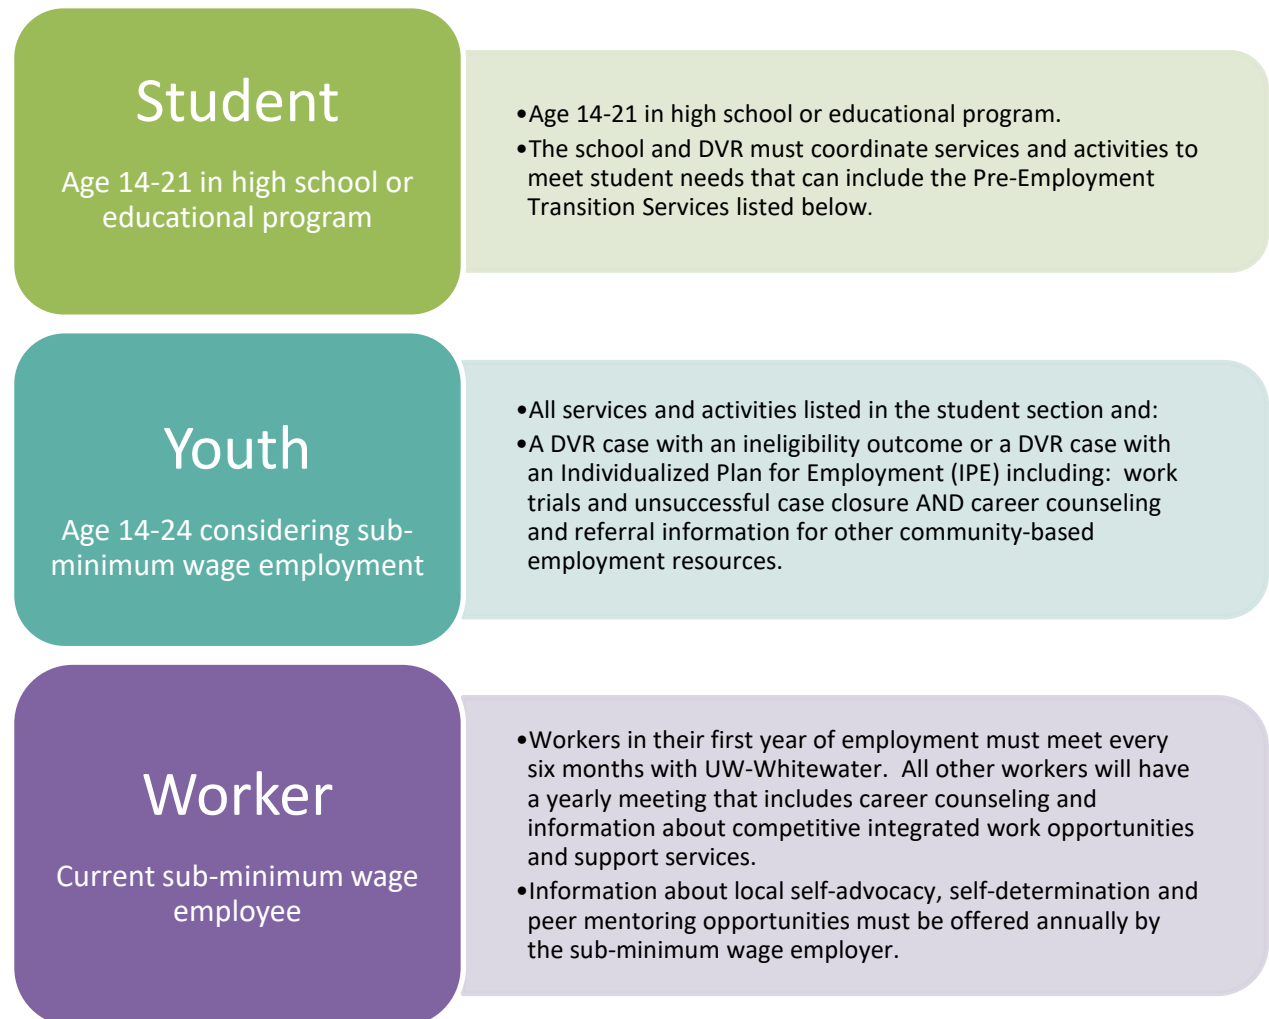 Student
Age 14-21 in high school or
educational program
•Age 14-21 in high school or educational program.
•The school and DVR must coordinate services and activities to
meet student needs that can include the Pre-Employment
Transition Services listed below.
Youth
Age 14-24 considering sub-
minimum wage employment
•All services and activities listed in the student section and:
•A DVR case with an ineligibility outcome or a DVR case with
an Individualized Plan for Employment (IPE) including:  work
trials and unsuccessful case closure AND career counseling
and referral information for other community-based
employment resources.
Worker
Current sub-minimum wage
employee
•Workers in their first year of employment must meet every
six months with UW-Whitewater.  All other workers will have
a yearly meeting that includes career counseling and
information about competitive integrated work opportunities
and support services.
•Information about local self-advocacy, self-determination and
peer mentoring opportunities must be offered annually by
the sub-minimum wage employer.